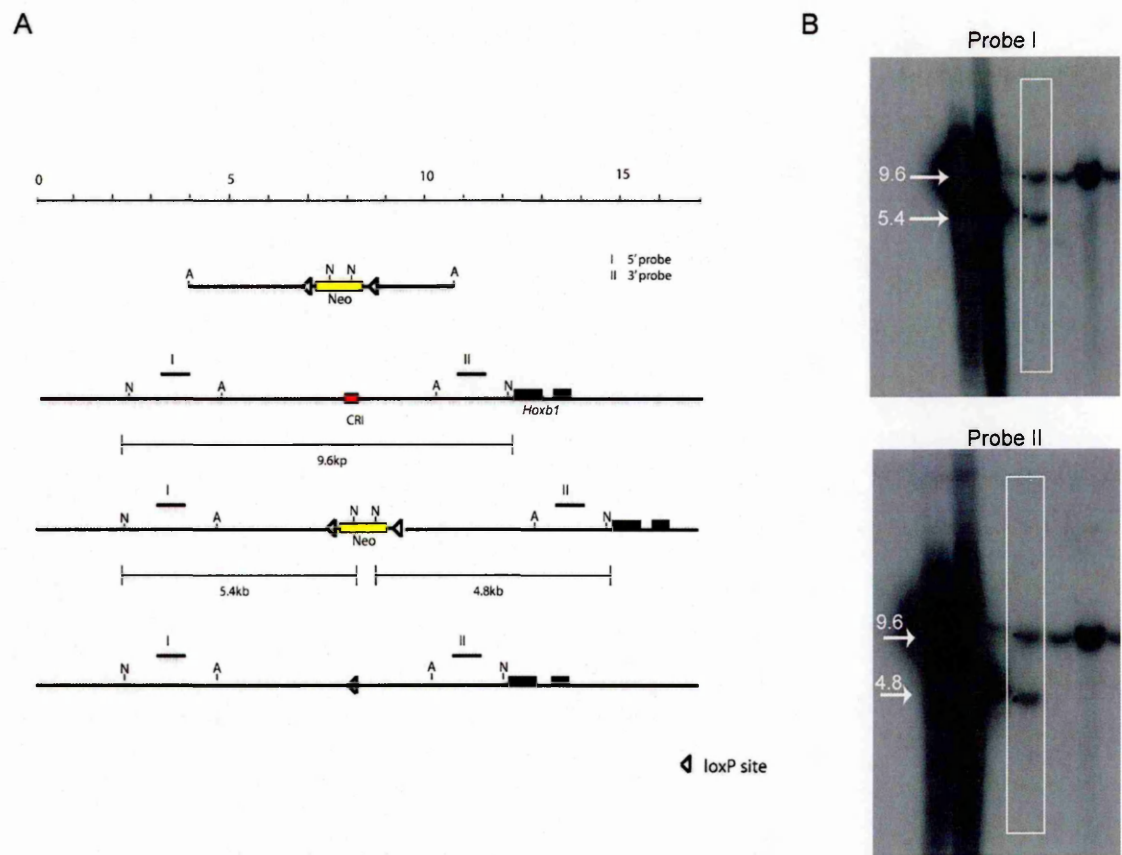 A
0 5 10 15
A N N A
Neo
I 5' probe
II 3' probe
I II
N A A N
CRI Hoxb1
9.6kp
I II
N A N N A N
Neo
5.4kb 4.8kb
I II
N A A N
loxP site
B
Probe I
9.6
5.4
Probe II
9.6
4.8